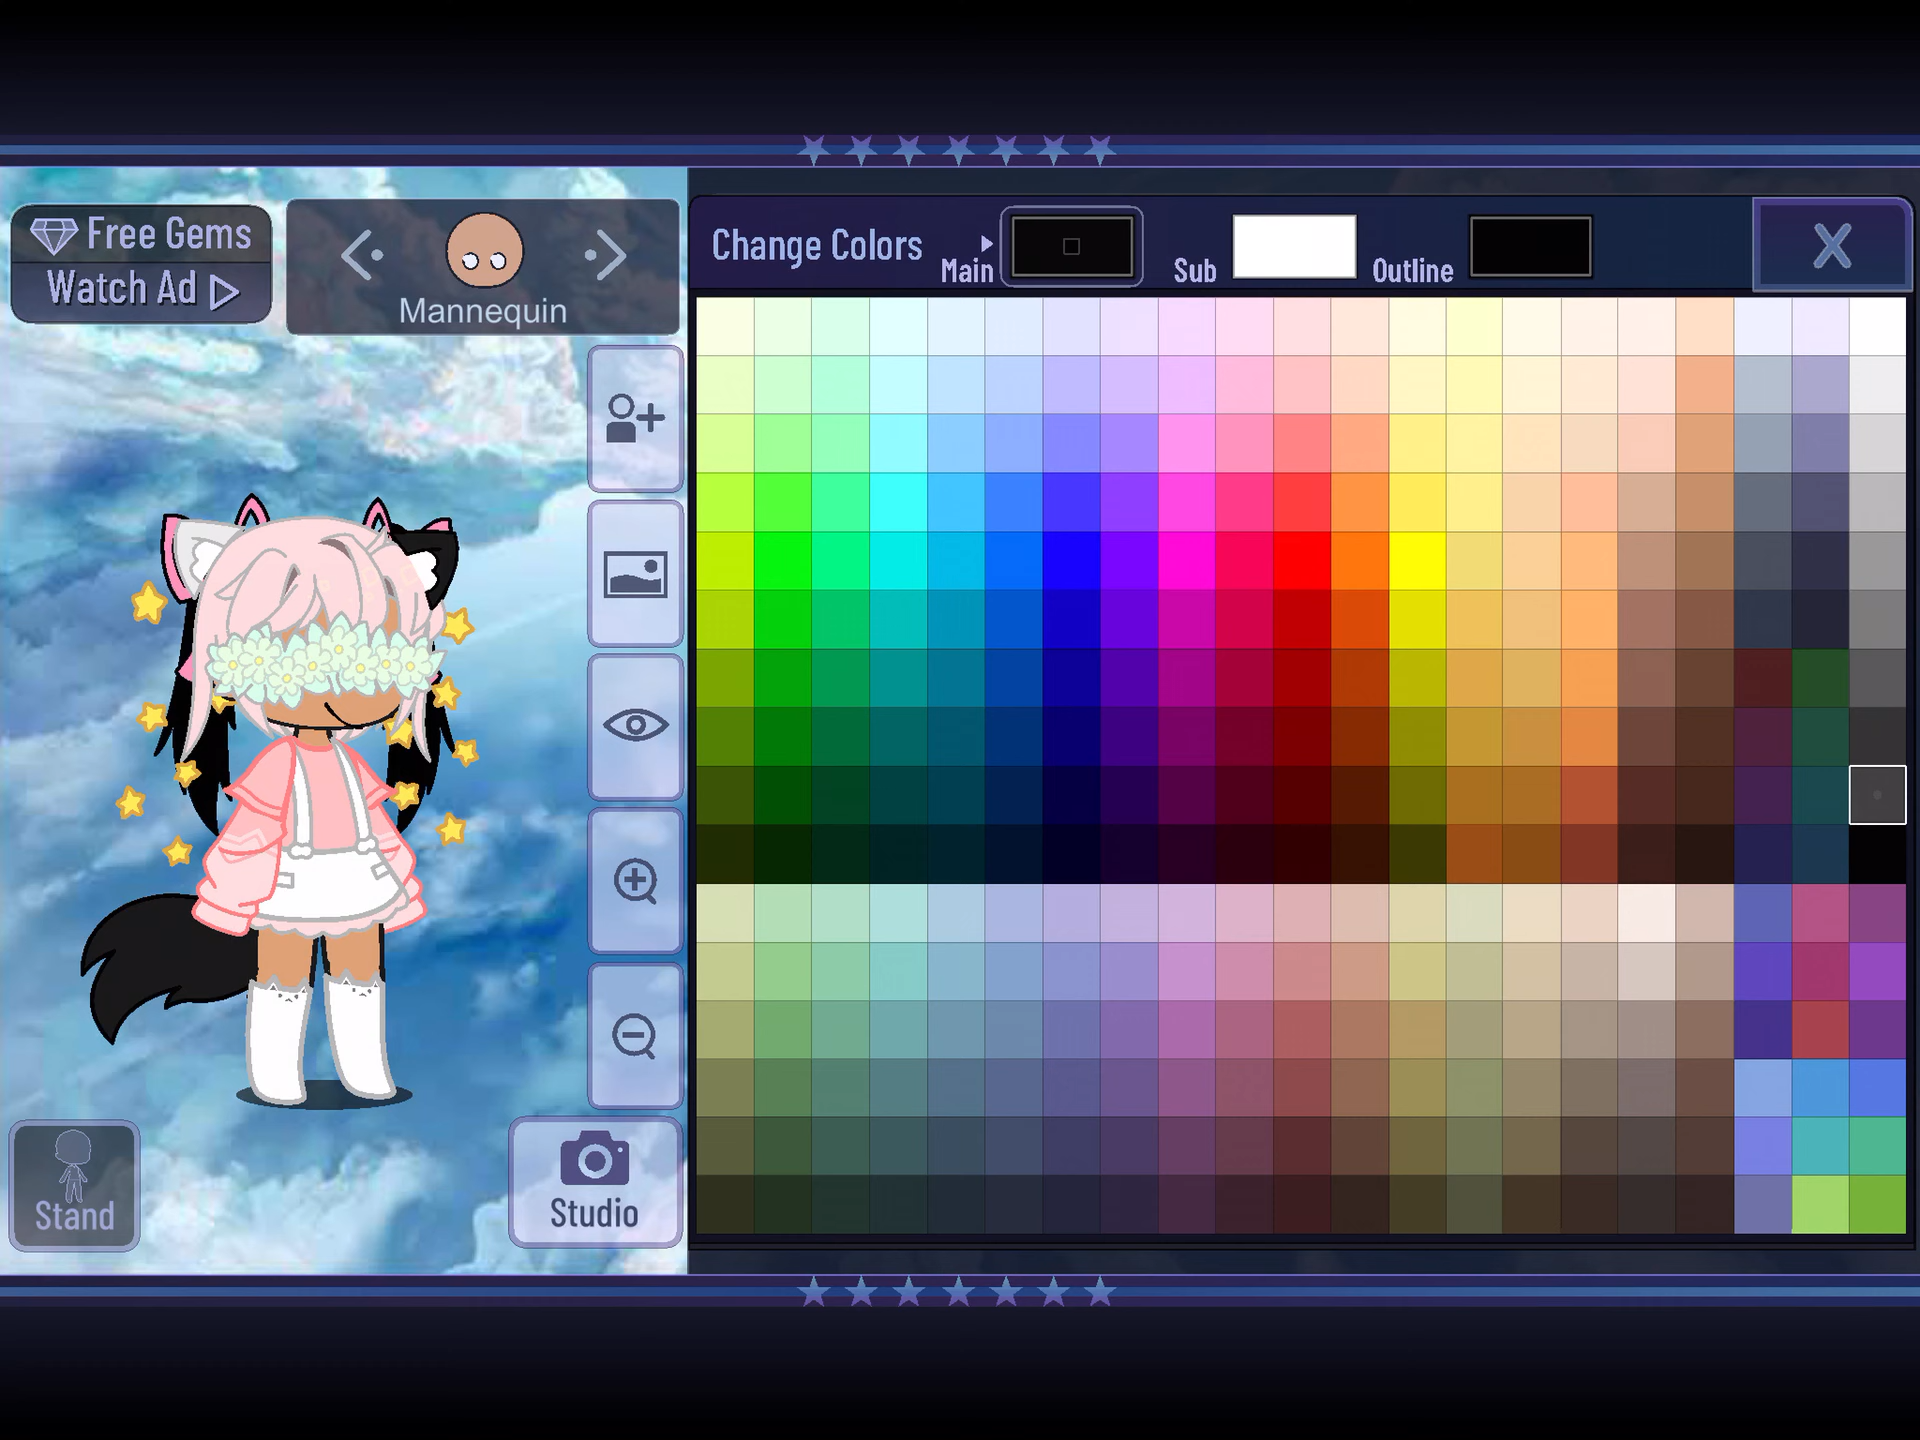 Free Gems
Watch Ad
Mannequin
Change Colors
Main
Sub
Outline
X
Stand
Studio